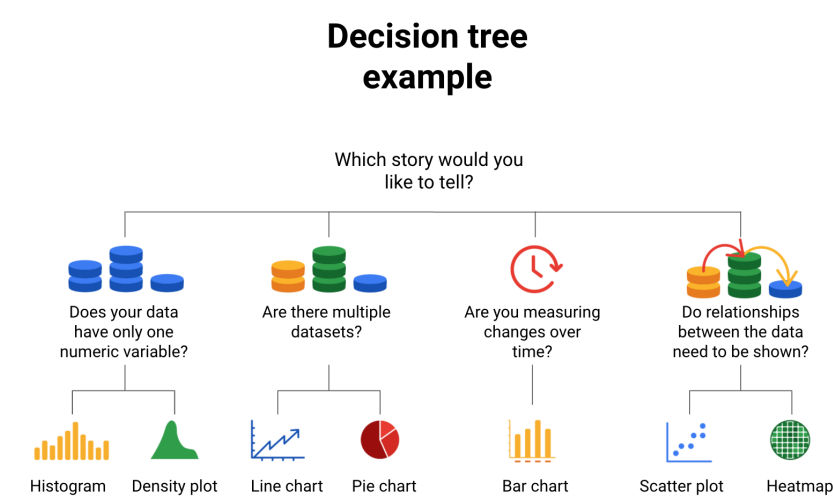 Decision tree
example
Which story would you
like to tell?
Does your data
have only one
numeric variable?
Are there multiple
datasets?
Are you measuring
changes over
time?
Do relationships
between the data
need to be shown?
Histogram
Density plot
Line chart
Pie chart
Bar chart
Scatter plot
Heatmap